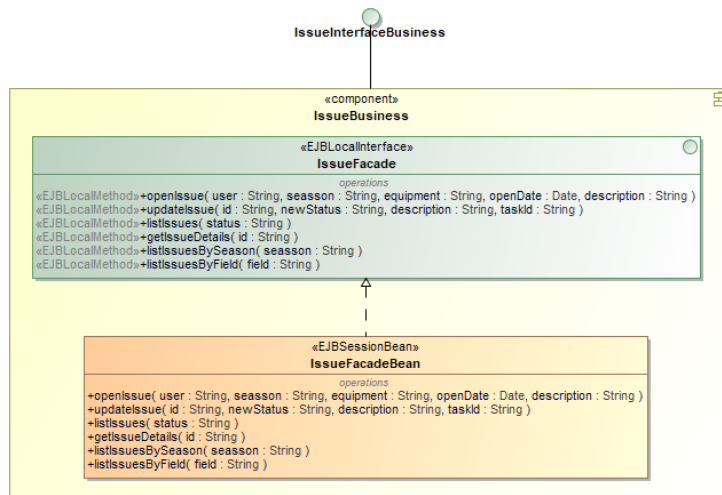 IssueInterfaceBusiness
«component»
IssueBusiness
«EJBLocalInterface»
IssueFacade
operations
«EJBLocalMethod»+openIssue( user : String, seasson : String, equipment : String, openDate : Date, description : String )
«EJBLocalMethod»+updateIssue( id : String, newStatus : String, description : String, taskId : String )
«EJBLocalMethod»+listIssues( status : String )
«EJBLocalMethod»+getIssueDetails( id : String )
«EJBLocalMethod»+listIssuesBySeason( seasson : String )
«EJBLocalMethod»+listIssuesByField( field : String )
«EJBSessionBean»
IssueFacadeBean
operations
+openIssue( user : String, seasson : String, equipment : String, openDate : Date, description : String )
+updateIssue( id : String, newStatus : String, description : String, taskId : String )
+listIssues( status : String )
+getIssueDetails( id : String )
+listIssuesBySeason( seasson : String )
+listIssuesByField( field : String )